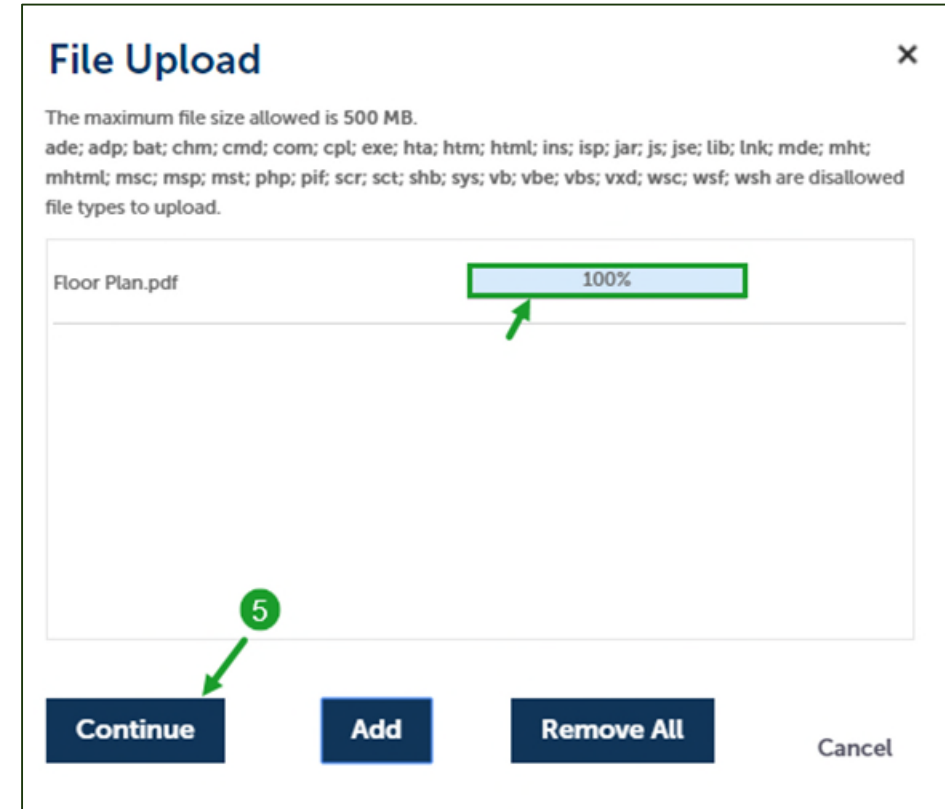 File Upload
×
The maximum file size allowed is 500 MB.
ade; adp; bat; chm; cmd; com; cpl; exe; hta; htm; html; ins; isp; jar; js; jse; lib; lnk; mde; mht;
mhtml; msc; msp; mst; php; pif; scr; sct; shb; sys; vb; vbe; vbs; vxd; wsc; wsf; wsh are disallowed
file types to upload.
Floor Plan.pdf 100%
5
Continue Add Remove All Cancel